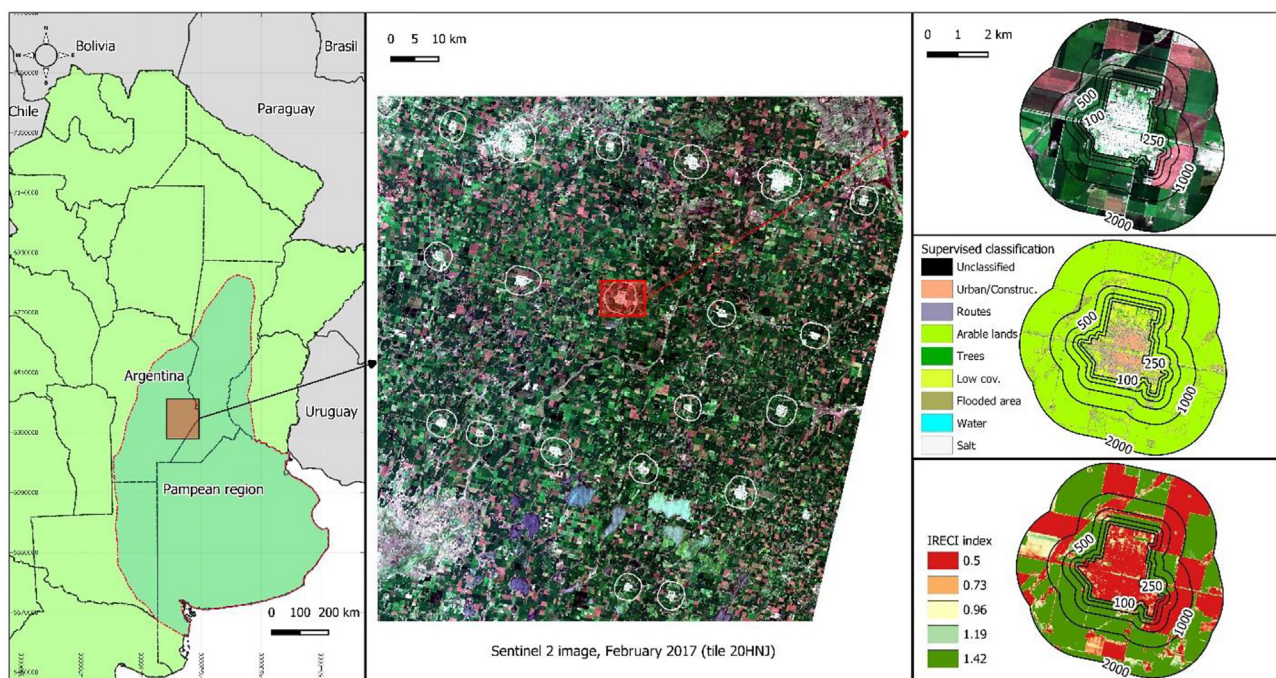 N
W
E
S
Bolivia
Brasil
Chile
Paraguay
Argentina
Uruguay
Pampean region
0 100 200 km
0 5 10 km
Sentinel 2 image, February 2017 (tile 20HNJ)
0 1 2 km
500
100
250
1000
2000
Supervised classification
Unclassified
Urban/Construc.
Routes
Arable lands
Trees
Low cov.
Flooded area
Water
Salt
500
250
100
1000
2000
IRECI index
0.5
0.73
0.96
1.19
1.42
500
250
100
1000
2000